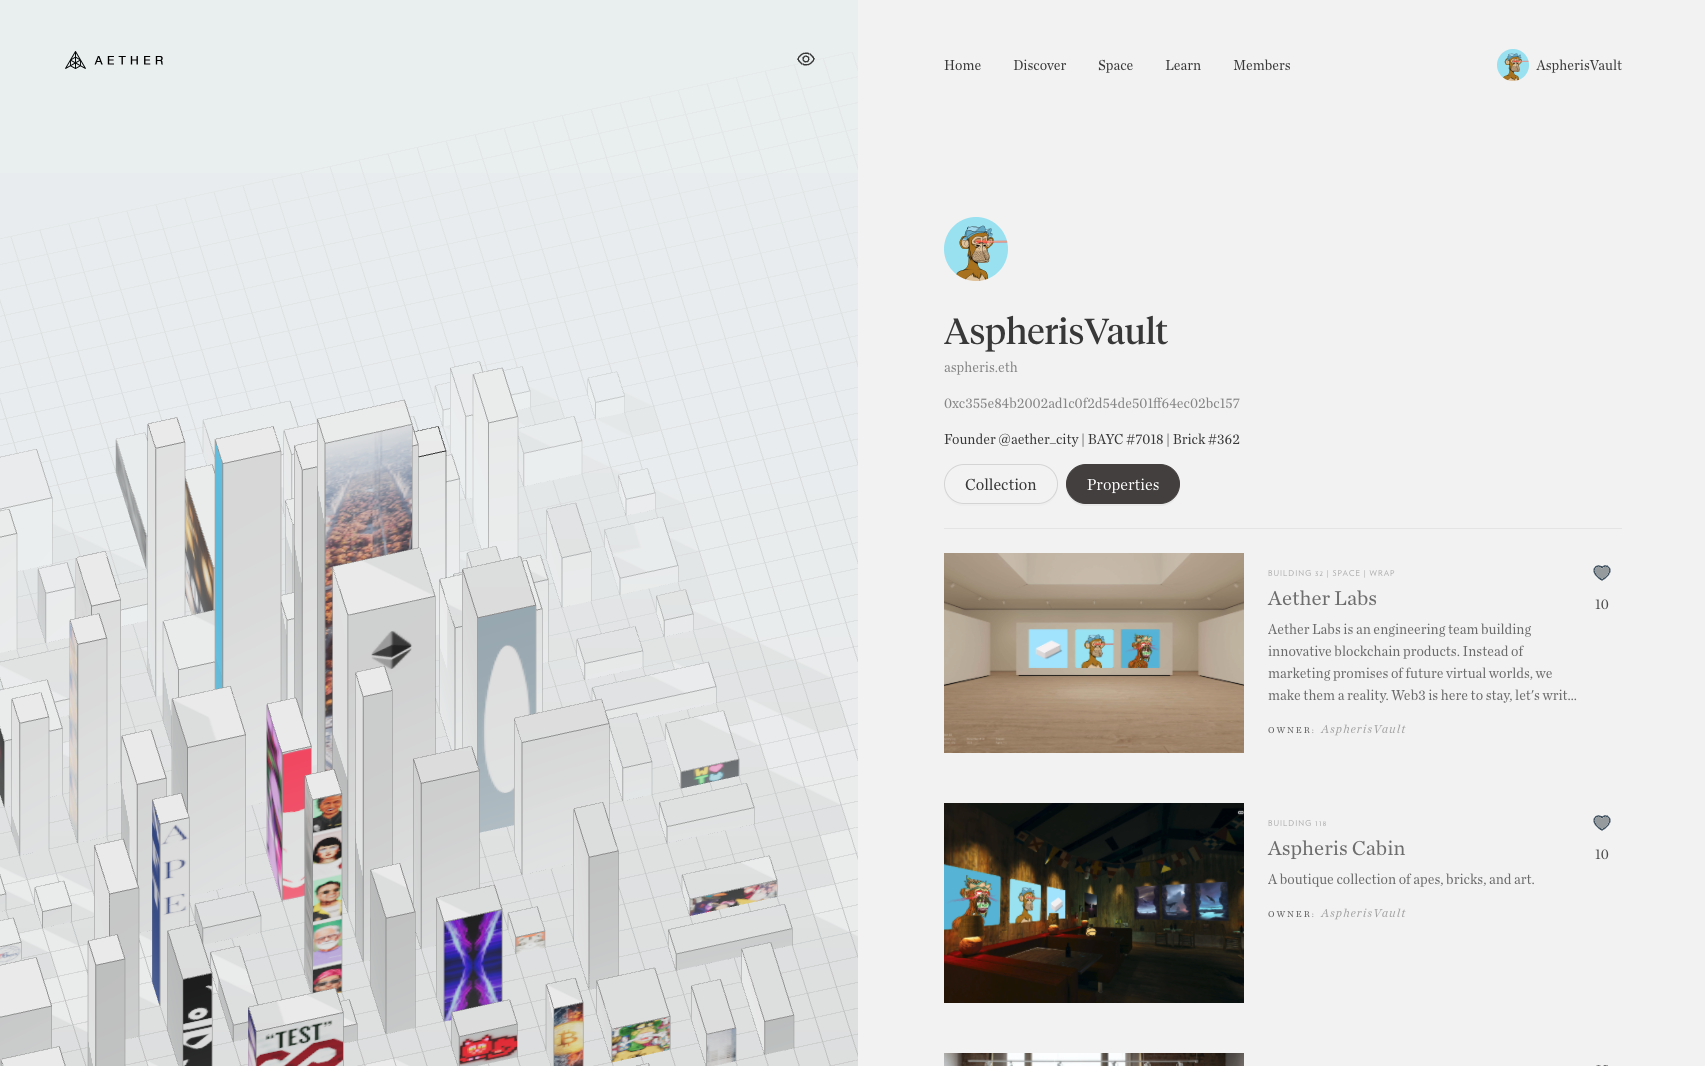 AETHER
Home
Discover
Space
Learn
Members
AspherisVault
AspherisVault
aspheris.eth
0xc355e84b2002ad1c0f2d54de501ff64ec02bc157
Founder @aether_city | BAYC #7018 | Brick #362
Collection
Properties
BUILDING 32 | SPACE | WRAP
Aether Labs
10
Aether Labs is an engineering team building
innovative blockchain products. Instead of
marketing promises of future virtual worlds, we
make them a reality. Web3 is here to stay, let's writ...
OWNER: AspherisVault
BUILDING 118
Aspheris Cabin
10
A boutique collection of apes, bricks, and art.
OWNER: AspherisVault
APE
"TEST"